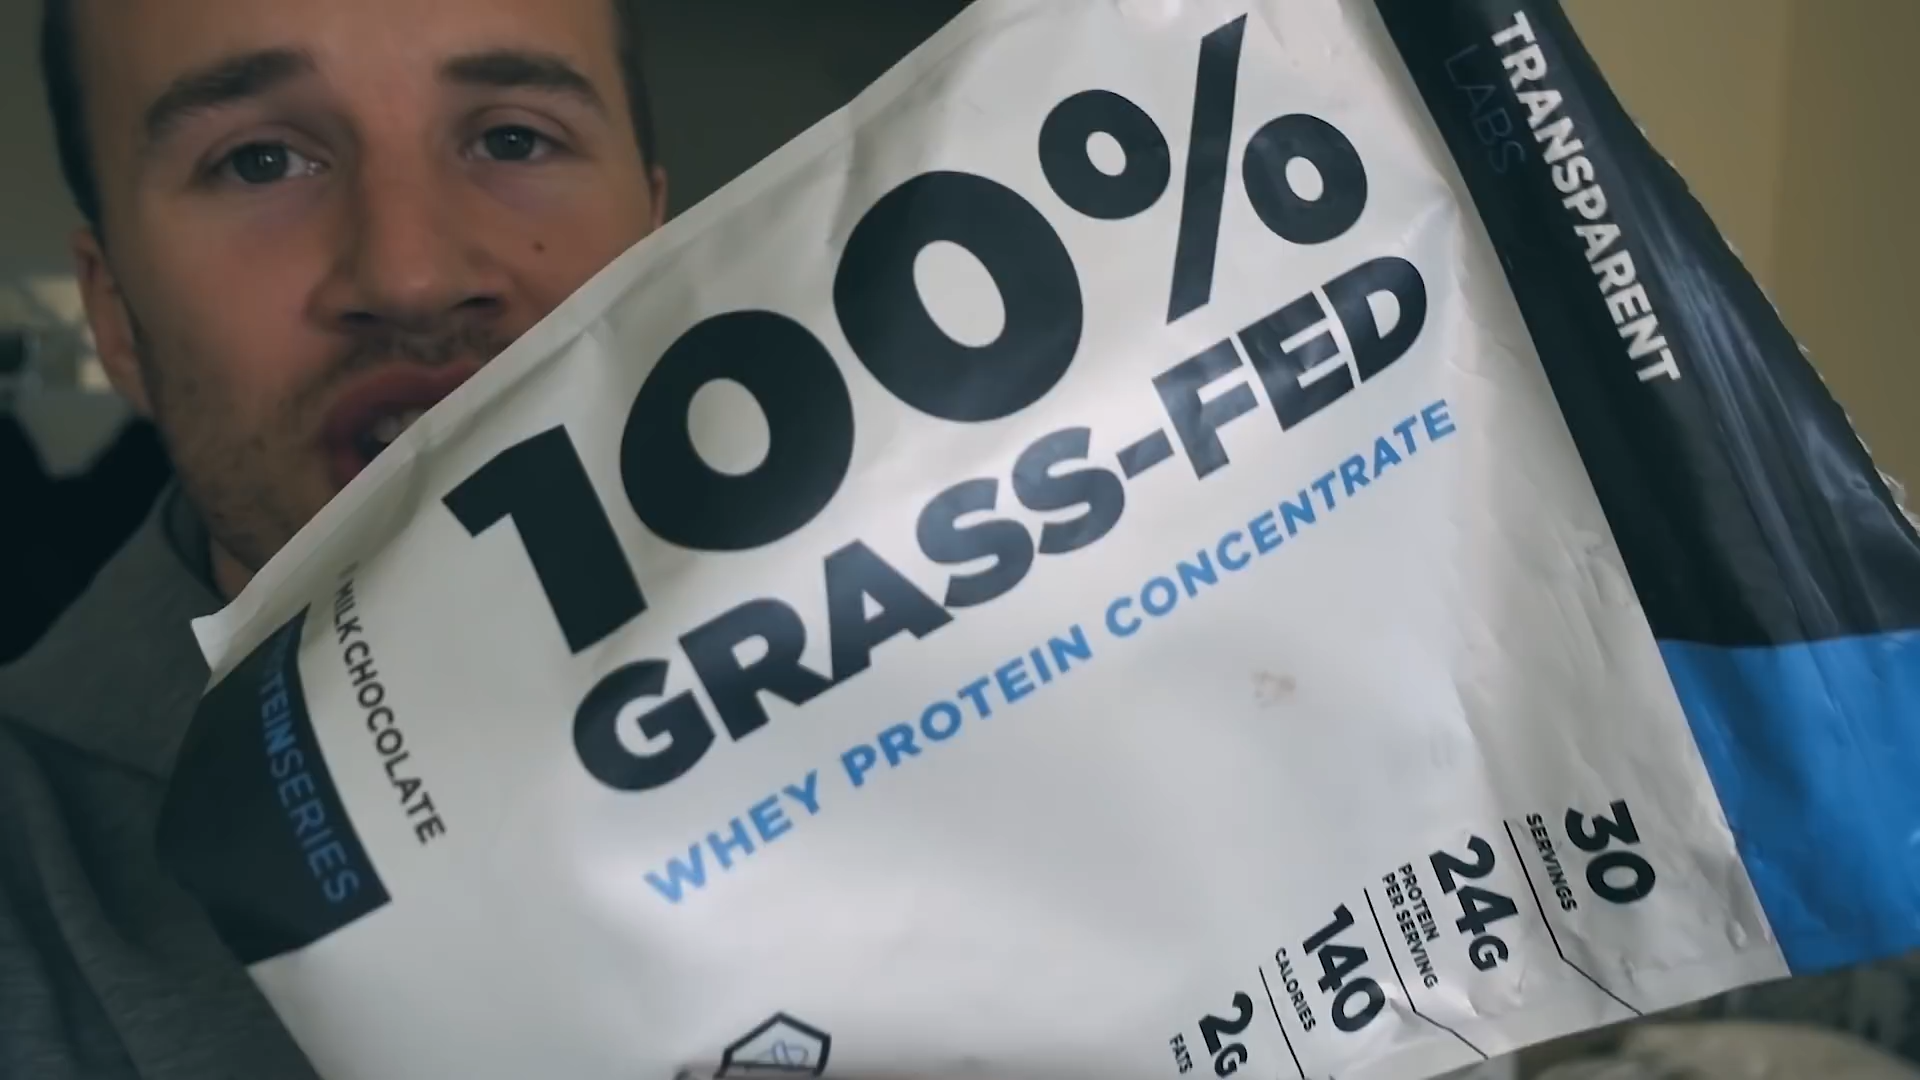 TRANSPARENT
LABS
100%
GRASS-FED
WHEY PROTEIN CONCENTRATE
MILK CHOCOLATE
TEINSERIES
30
SERVINGS
24G
PROTEIN
PER SERVING
140
CALORIES
2G
FATS